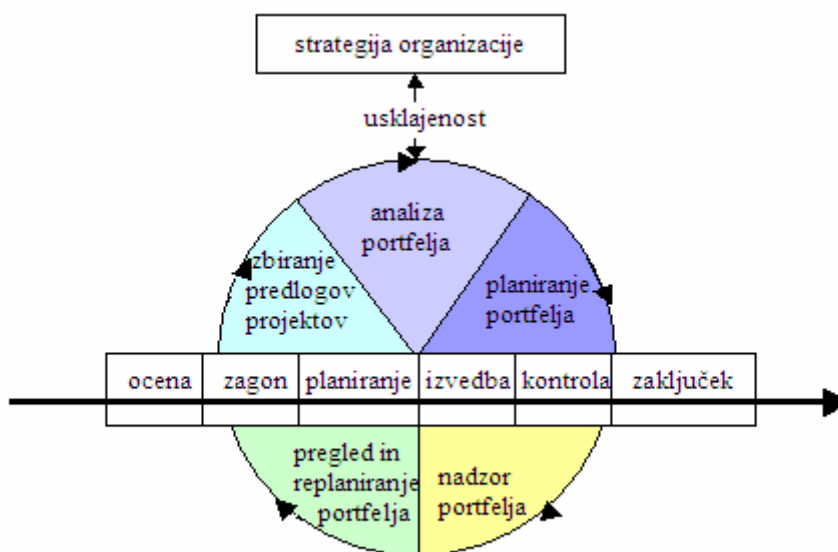 strategija organizacije
usklajenost
analiza
portfelja
zbiranje
predlogov
projektov
planiranje
portfelja
ocena
zagon
planiranje
izvedba
kontrola
zaključek
pregled in
replaniranje
portfelja
nadzor
portfelja